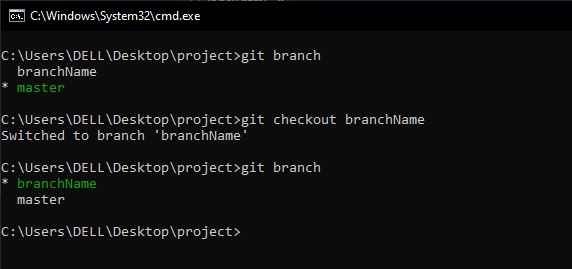 C:\Windows\System32\cmd.exe
C:\Users\DELL\Desktop\project>git branch
  branchName
* master
C:\Users\DELL\Desktop\project>git checkout branchName
Switched to branch 'branchName'
C:\Users\DELL\Desktop\project>git branch
* branchName
  master
C:\Users\DELL\Desktop\project>